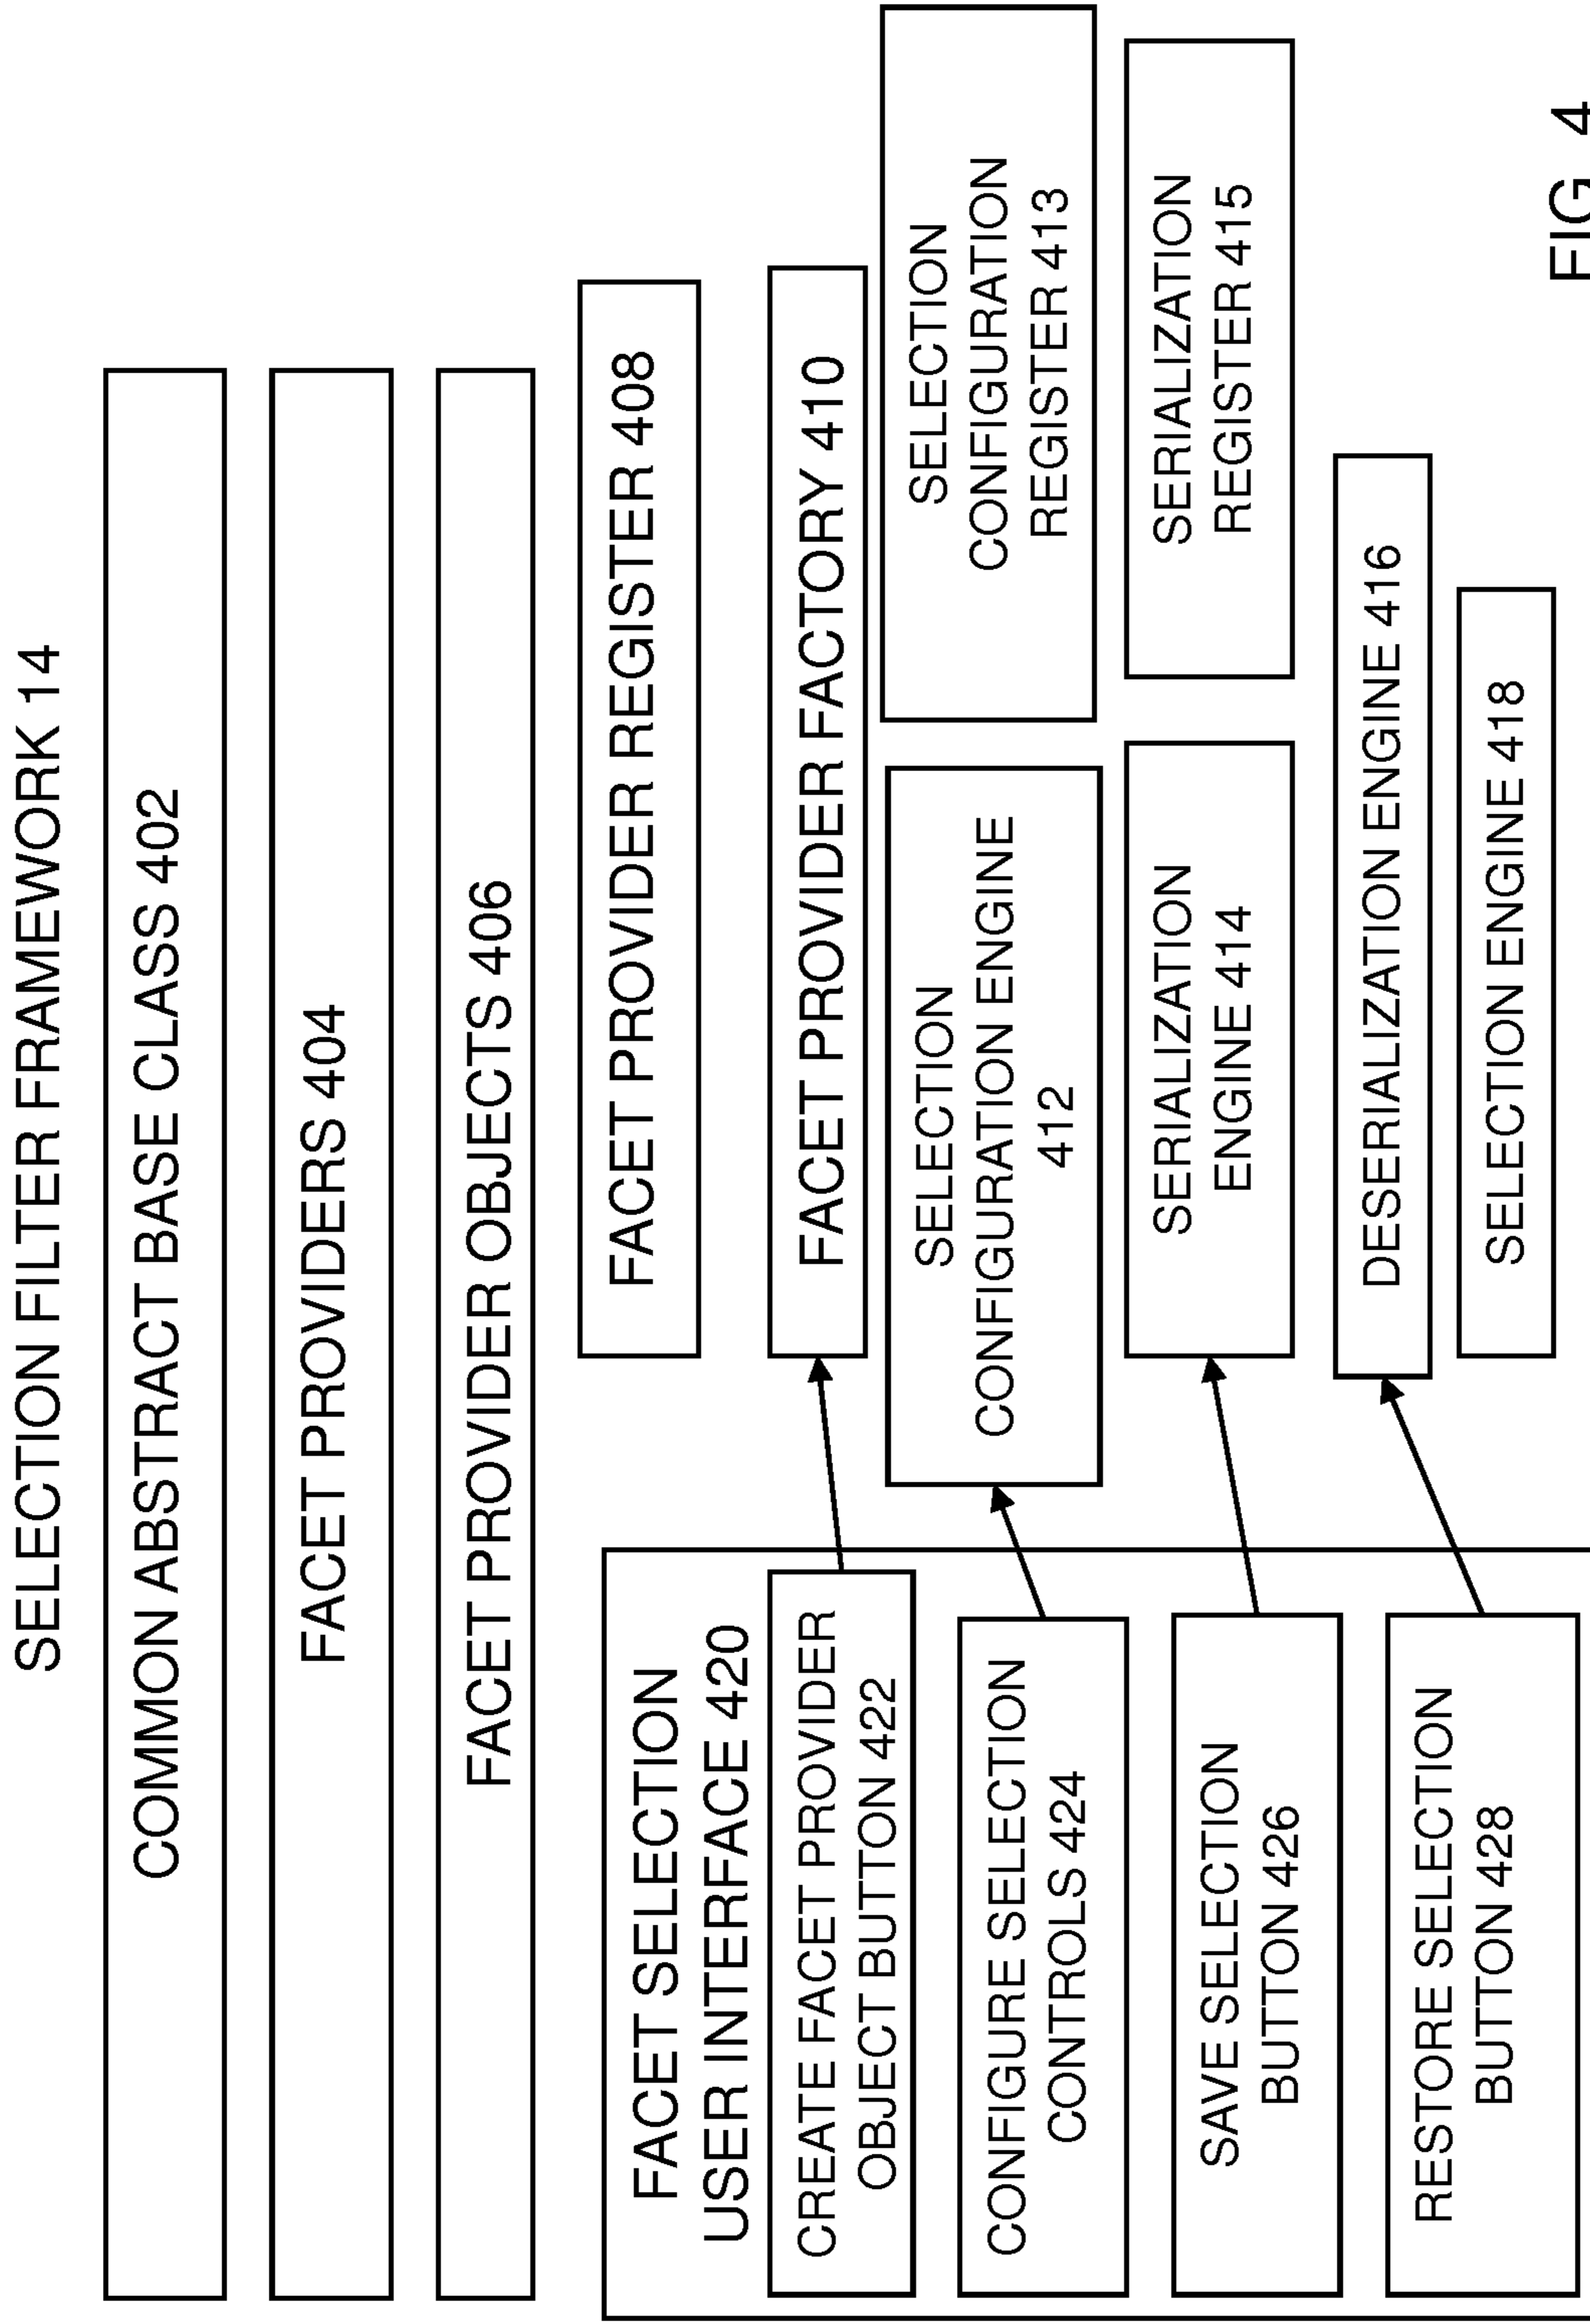 SELECTION FILTER FRAMEWORK 14
COMMON ABSTRACT BASE CLASS 402
FACET PROVIDERS 404
FACET PROVIDER OBJECTS 406
FACET SELECTION
USER INTERFACE 420
CREATE FACET PROVIDER
OBJECT BUTTON 422
CONFIGURE SELECTION
CONTROLS 424
SAVE SELECTION
BUTTON 426
RESTORE SELECTION
BUTTON 428
FACET PROVIDER REGISTER 408
FACET PROVIDER FACTORY 410
SELECTION
CONFIGURATION ENGINE
412
SELECTION
CONFIGURATION
REGISTER 413
SERIALIZATION
ENGINE 414
SERIALIZATION
REGISTER 415
DESERIALIZATION ENGINE 416
SELECTION ENGINE 418
FIG. 4